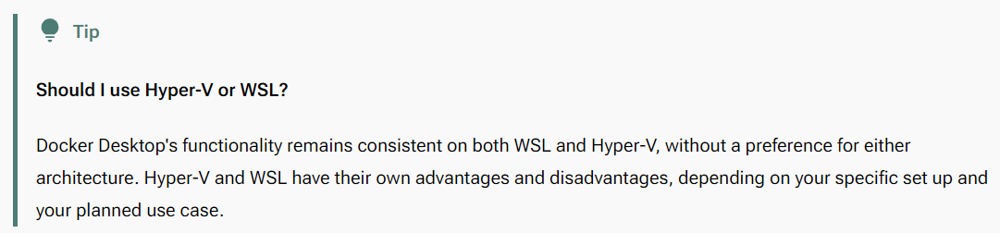 Tip
Should I use Hyper-V or WSL?
Docker Desktop's functionality remains consistent on both WSL and Hyper-V, without a preference for either
architecture. Hyper-V and WSL have their own advantages and disadvantages, depending on your specific set up and
your planned use case.